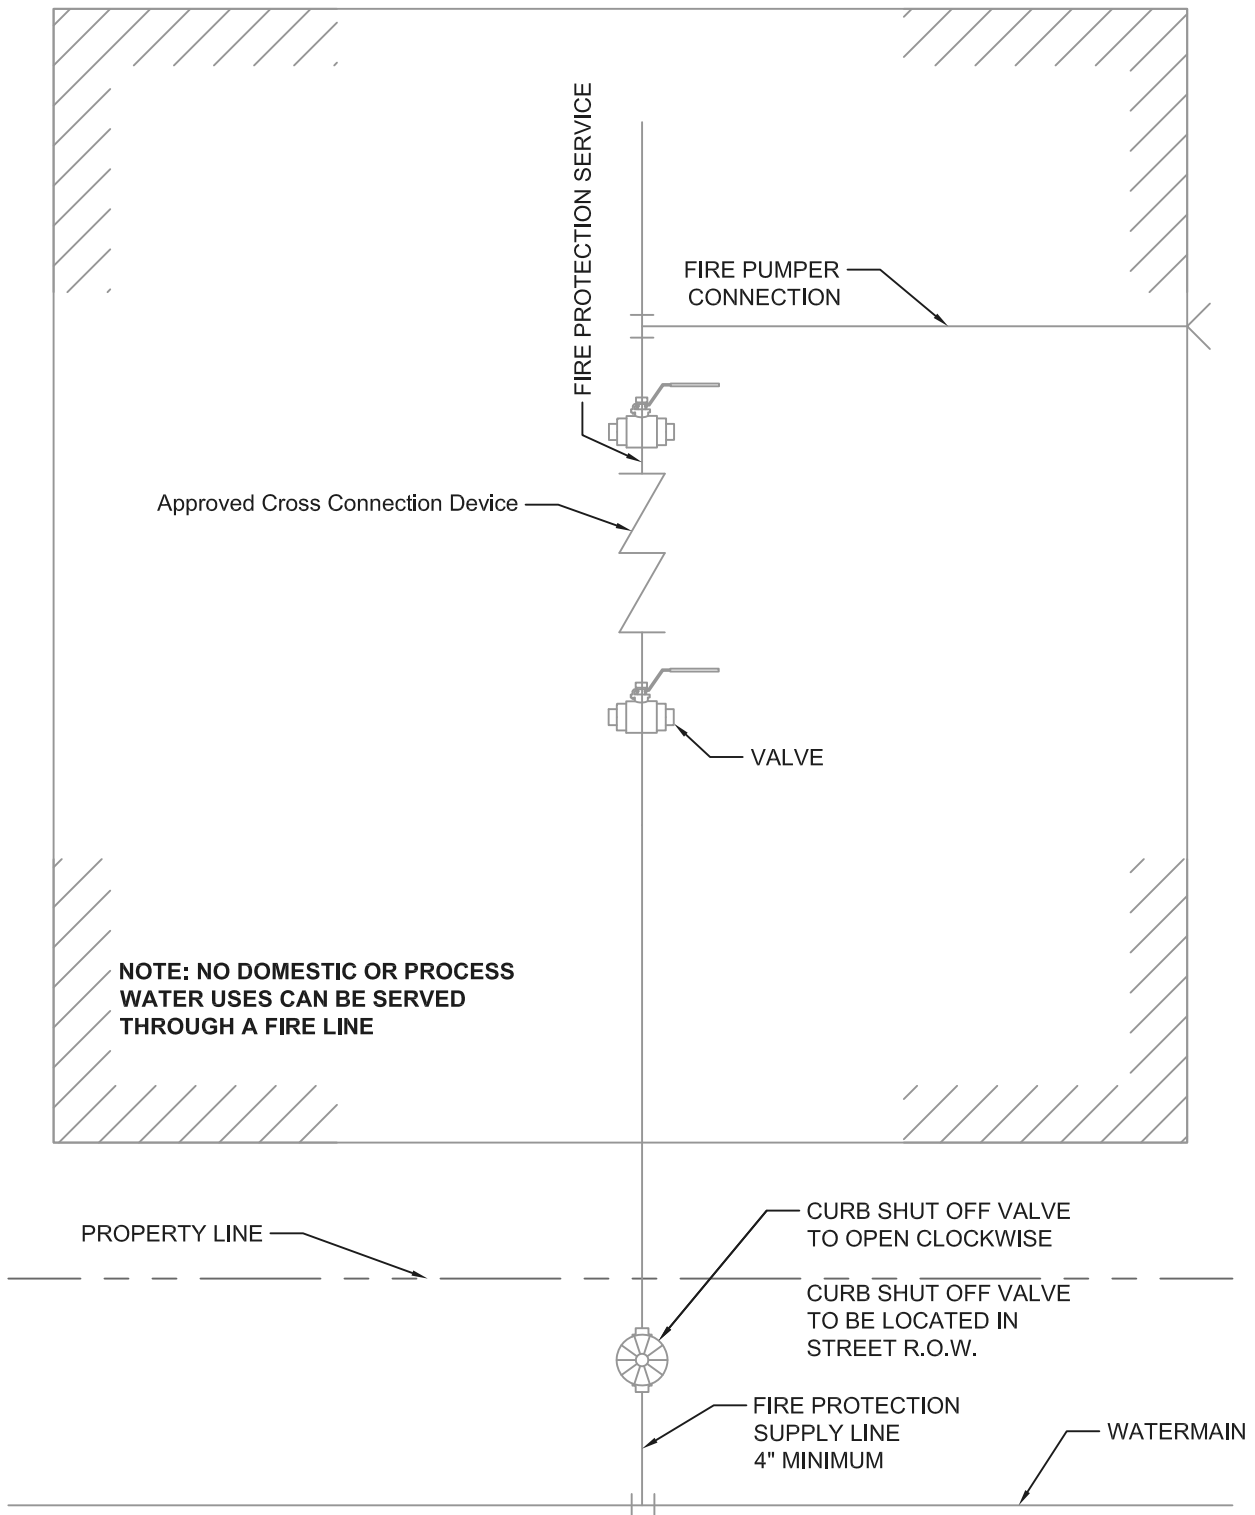 FIRE PROTECTION SERVICE
FIRE PUMPER
CONNECTION
Approved Cross Connection Device
VALVE
NOTE: NO DOMESTIC OR PROCESS
WATER USES CAN BE SERVED
THROUGH A FIRE LINE
PROPERTY LINE
CURB SHUT OFF VALVE
TO OPEN CLOCKWISE
CURB SHUT OFF VALVE
TO BE LOCATED IN
STREET R.O.W.
FIRE PROTECTION
SUPPLY LINE
4" MINIMUM
WATERMAIN